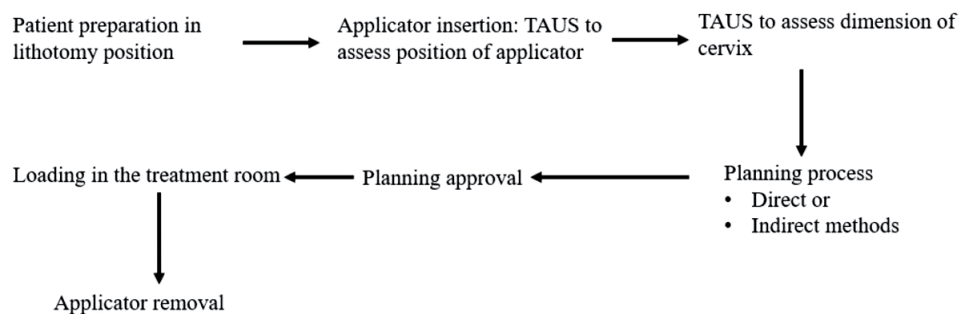 Patient preparation in
lithotomy position
Applicator insertion: TAUS to
assess position of applicator
TAUS to assess dimension of
cervix
Planning process
• Direct or
• Indirect methods
Planning approval
Loading in the treatment room
Applicator removal